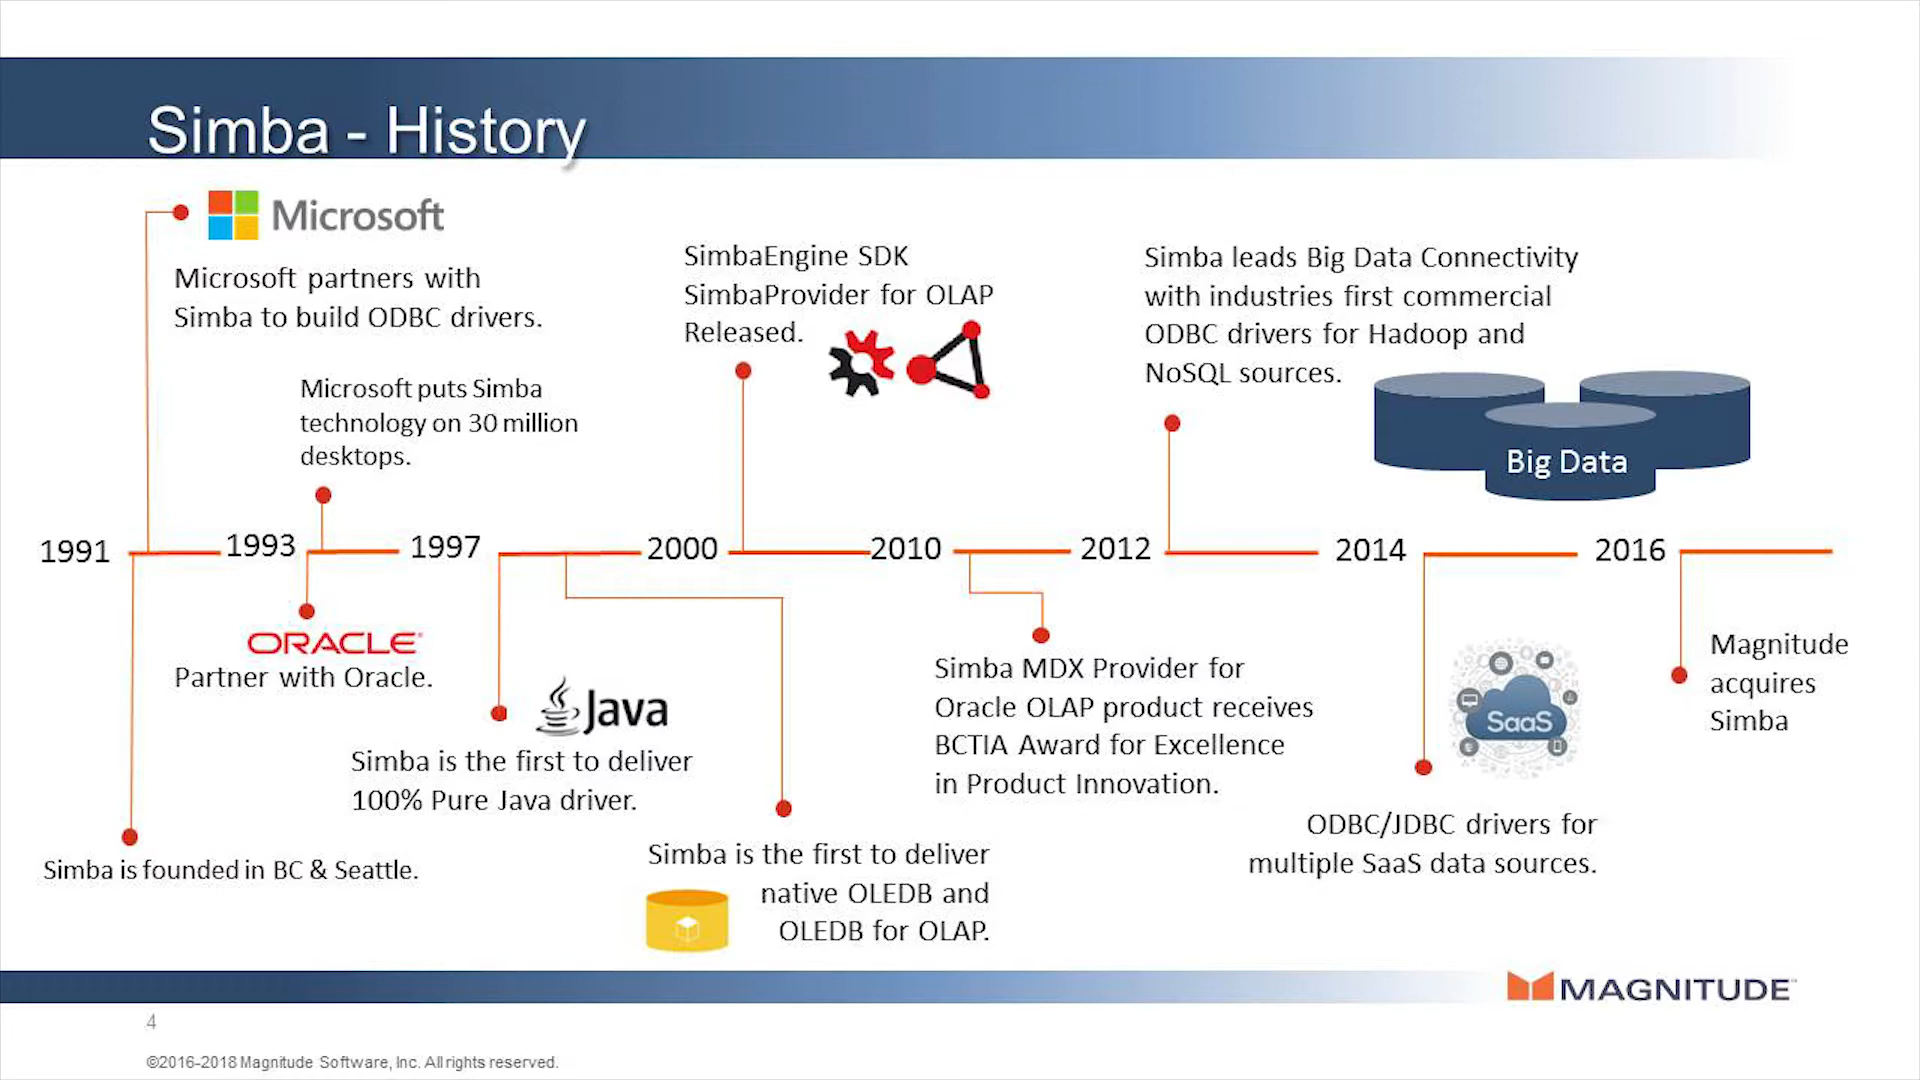 Simba - History
Microsoft
Microsoft partners with
Simba to build ODBC drivers.
Microsoft puts Simba
technology on 30 million
desktops.
SimbaEngine SDK
SimbaProvider for OLAP
Released.
Simba leads Big Data Connectivity
with industries first commercial
ODBC drivers for Hadoop and
NoSQL sources.
Big Data
1991
1993
1997
2000
2010
2012
2014
2016
ORACLE
Partner with Oracle.
Java
Simba is the first to deliver
100% Pure Java driver.
Simba is founded in BC & Seattle.
Simba is the first to deliver
native OLEDB and
OLEDB for OLAP.
Simba MDX Provider for
Oracle OLAP product receives
BCTIA Award for Excellence
in Product Innovation.
SaaS
ODBC/JDBC drivers for
multiple SaaS data sources.
Magnitude
acquires
Simba
MAGNITUDE
4
©2016-2018 Magnitude Software, Inc. All rights reserved.